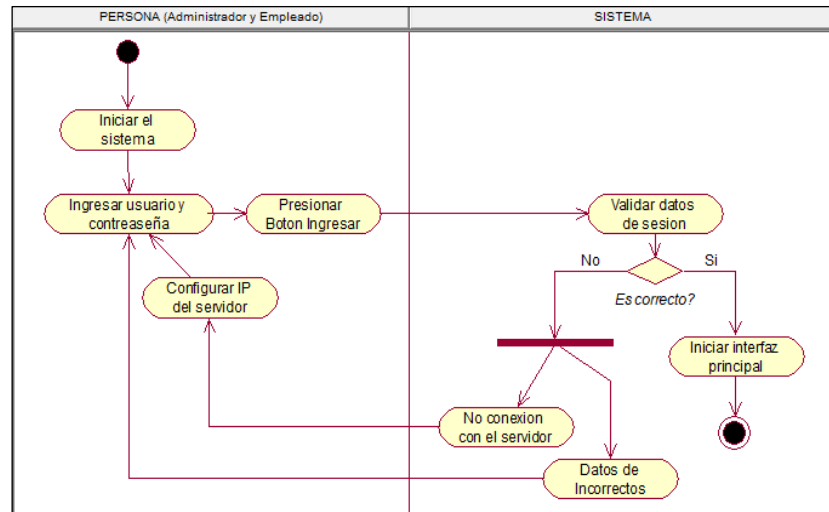 PERSONA (Administrador y Empleado)
SISTEMA
Iniciar el
sistema
Ingresar usuario y
contreaseña
Presionar
Boton Ingresar
Validar datos
de sesion
No
Si
Es correcto?
Configurar IP
del servidor
Iniciar interfaz
principal
No conexion
con el servidor
Datos de
Incorrectos